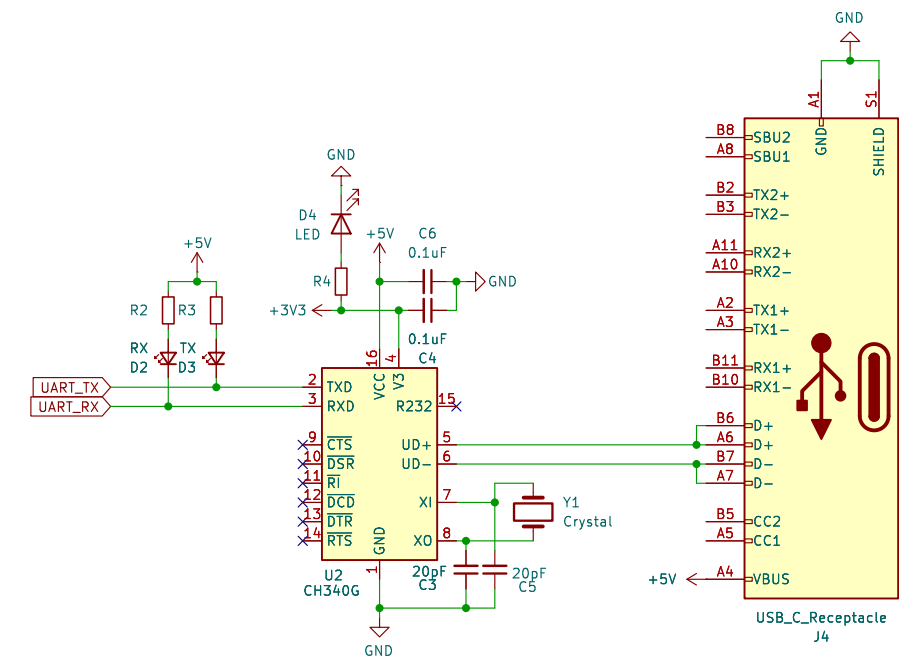 GND
A1
S1
GND
SHIELD
B8 SBU2
A8 SBU1
B2 TX2+
B3 TX2-
A11 RX2+
A10 RX2-
A2 TX1+
A3 TX1-
B11 RX1+
B10 RX1-
B6 D+
A6 D+
B7 D-
A7 D-
B5 CC2
A5 CC1
+5V A4 VBUS
USB_C_Receptacle
J4
GND
D4
LED
R4
+3V3
+5V
C6
0.1uF
GND
0.1uF
C4
+5V
R2
R3
RX
D2
TX
D3
UART_TX
UART_RX
16
4
VCC
V3
2 TXD
3 RXD
R232 15
9 CTS
10 DSR
11 RI
12 DCD
13 DTR
14 RTS
UD+ 5
UD- 6
XI 7
XO 8
GND
1
U2
CH340G
Y1
Crystal
20pF
C3
20pF
C5
GND